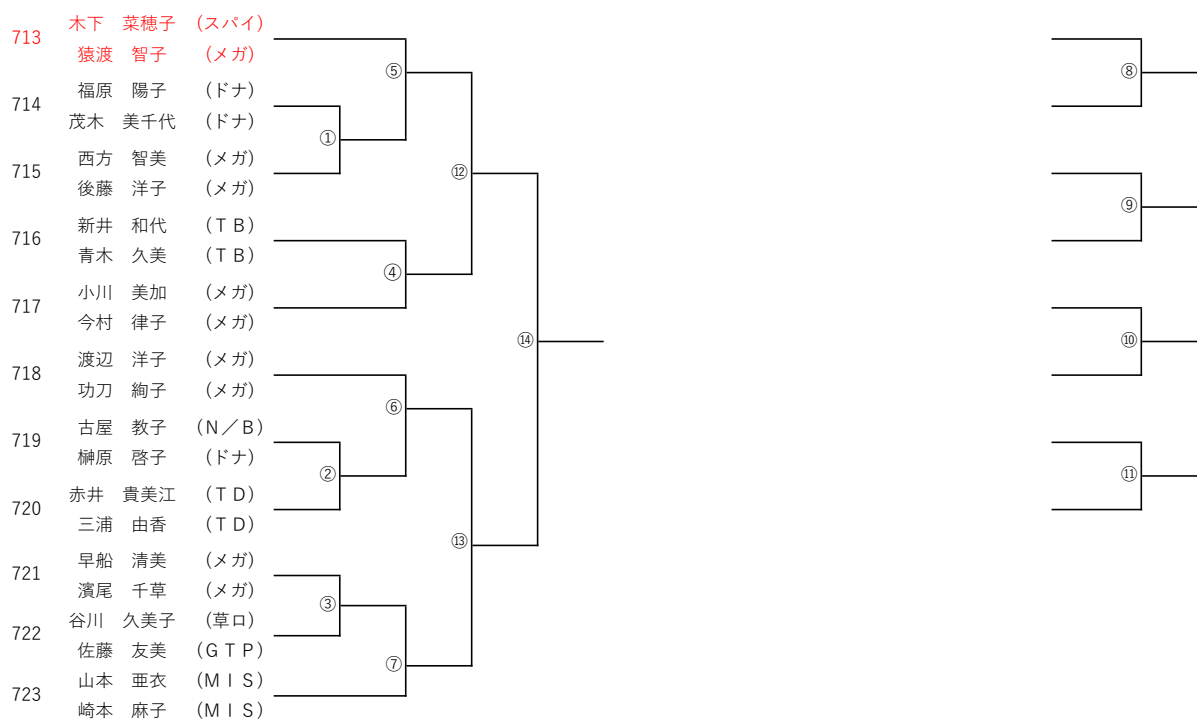 木下　菜穂子　(スパイ)
713
猿渡　智子　(メガ)
⑤
⑧
福原　陽子　(ドナ)
714
茂木　美千代　(ドナ)
①
西方　智美　(メガ)
715
後藤　洋子　(メガ)
⑫
⑨
新井　和代　(ＴＢ)
716
青木　久美　(ＴＢ)
④
小川　美加　(メガ)
717
今村　律子　(メガ)
⑭
⑩
渡辺　洋子　(メガ)
718
功刀　絢子　(メガ)
⑥
古屋　教子　(Ｎ／Ｂ)
719
榊原　啓子　(ドナ)
②
⑪
赤井　貴美江　(ＴＤ)
720
三浦　由香　(ＴＤ)
⑬
早船　清美　(メガ)
721
濱尾　千草　(メガ)
③
谷川　久美子　(草ロ)
722
佐藤　友美　(ＧＴＰ)
⑦
山本　亜衣　(ＭＩＳ)
723
崎本　麻子　(ＭＩＳ)